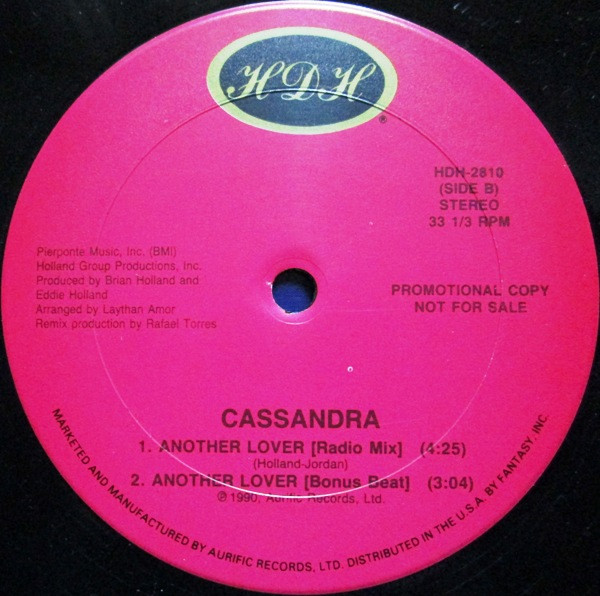 HDH
®
HDH-2810
(SIDE B)
STEREO
33 1/3 RPM
Pierponte Music, Inc. (BMI)
Holland Group Productions, Inc.
Produced by Brian Holland and
Eddie Holland
Arranged by Laythan Amor
Remix production by Rafael Torres
PROMOTIONAL COPY
NOT FOR SALE
CASSANDRA
1. ANOTHER LOVER [Radio Mix] (4:25)
(Holland-Jordan)
2. ANOTHER LOVER [Bonus Beat] (3:04)
℗ 1990, Aurific Records, Ltd.
MARKETED AND MANUFACTURED BY AURIFIC RECORDS, LTD. DISTRIBUTED IN THE U.S.A. BY FANTASY, INC.